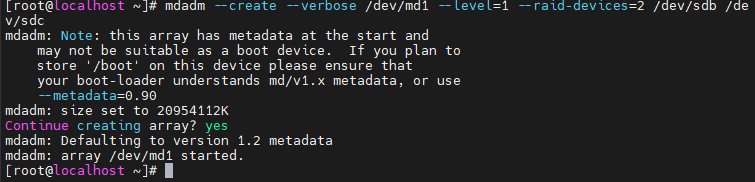 [root@localhost ~]# mdadm --create --verbose /dev/md1 --level=1 --raid-devices=2 /dev/sdb /de
v/sdc
mdadm: Note: this array has metadata at the start and
    may not be suitable as a boot device.  If you plan to
    store '/boot' on this device please ensure that
    your boot-loader understands md/v1.x metadata, or use
    --metadata=0.90
mdadm: size set to 20954112K
Continue creating array? yes
mdadm: Defaulting to version 1.2 metadata
mdadm: array /dev/md1 started.
[root@localhost ~]#